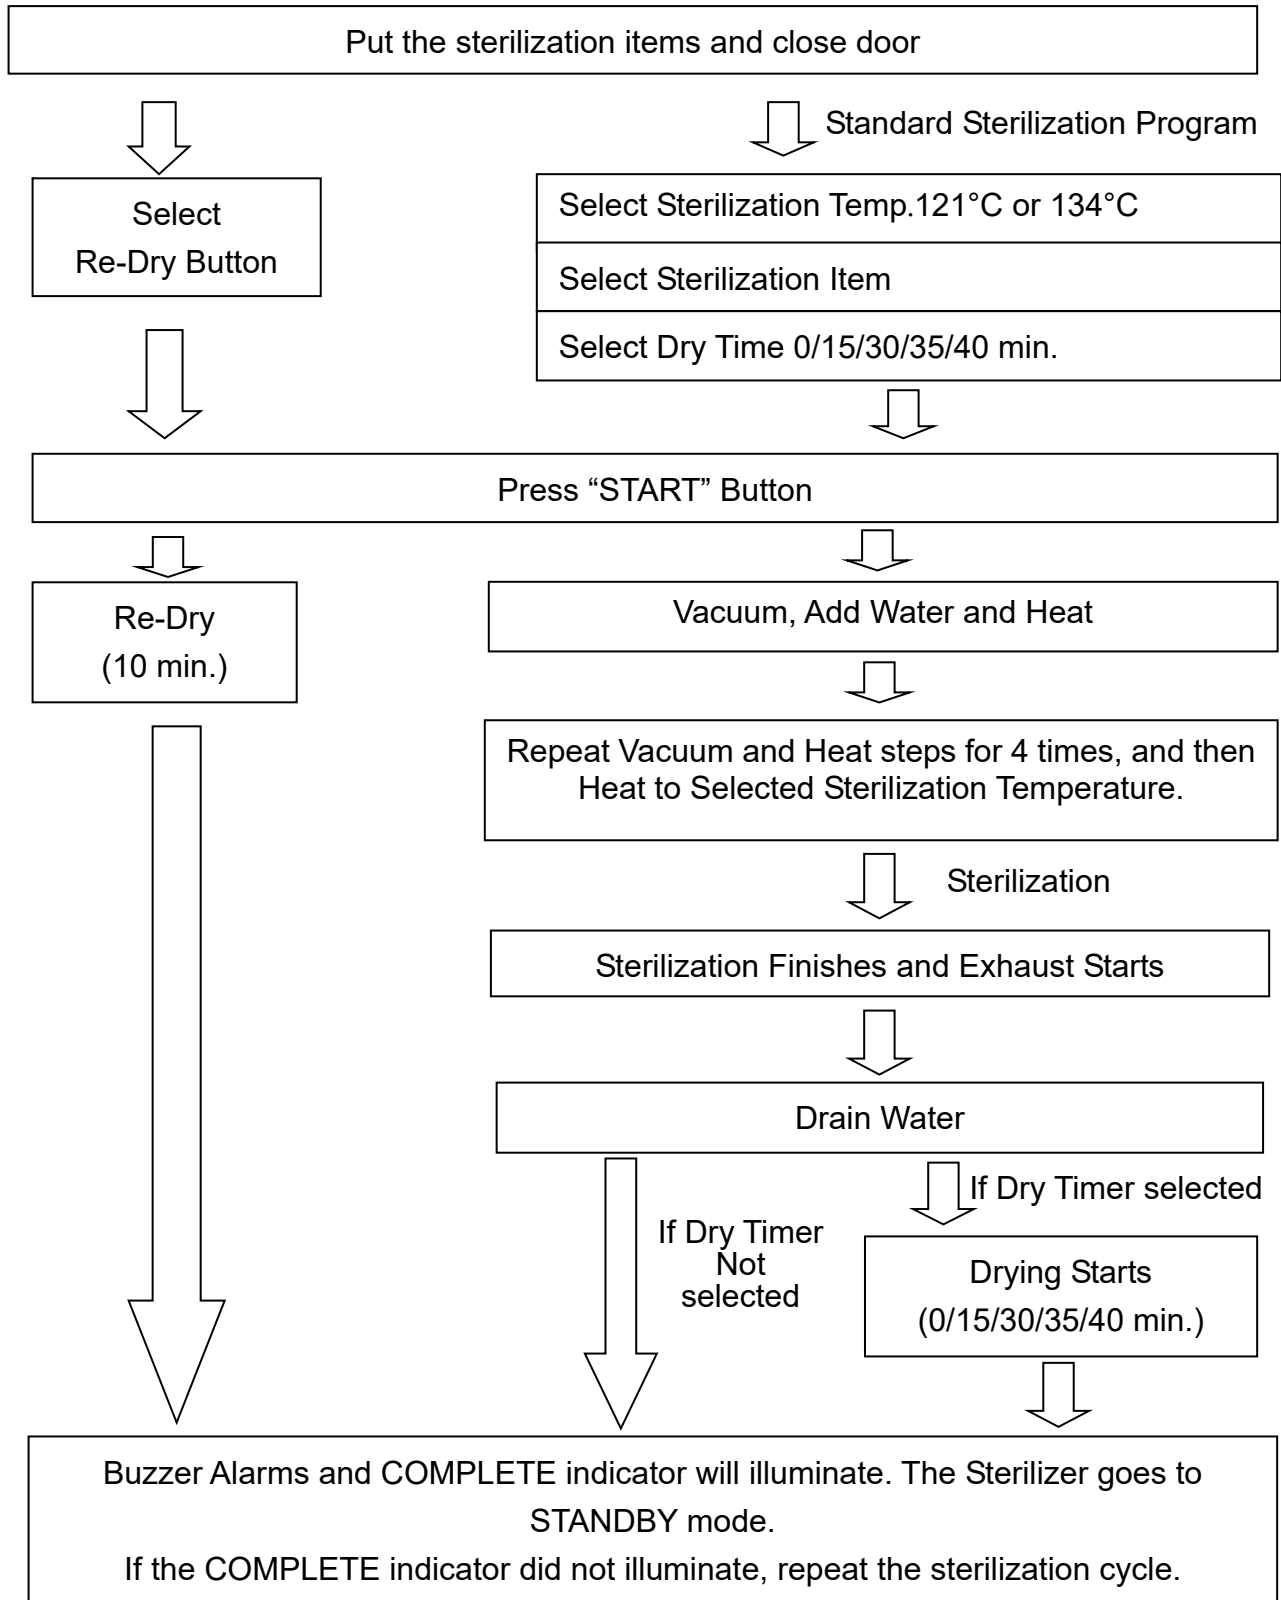 Put the sterilization items and close door
Standard Sterilization Program
Select
Re-Dry Button
Select Sterilization Temp.121°C or 134°C
Select Sterilization Item
Select Dry Time 0/15/30/35/40 min.
Press “START” Button
Re-Dry
(10 min.)
Vacuum, Add Water and Heat
Repeat Vacuum and Heat steps for 4 times, and then
Heat to Selected Sterilization Temperature.
Sterilization
Sterilization Finishes and Exhaust Starts
Drain Water
If Dry Timer selected
If Dry Timer
Not
selected
Drying Starts
(0/15/30/35/40 min.)
Buzzer Alarms and COMPLETE indicator will illuminate. The Sterilizer goes to
STANDBY mode.
If the COMPLETE indicator did not illuminate, repeat the sterilization cycle.